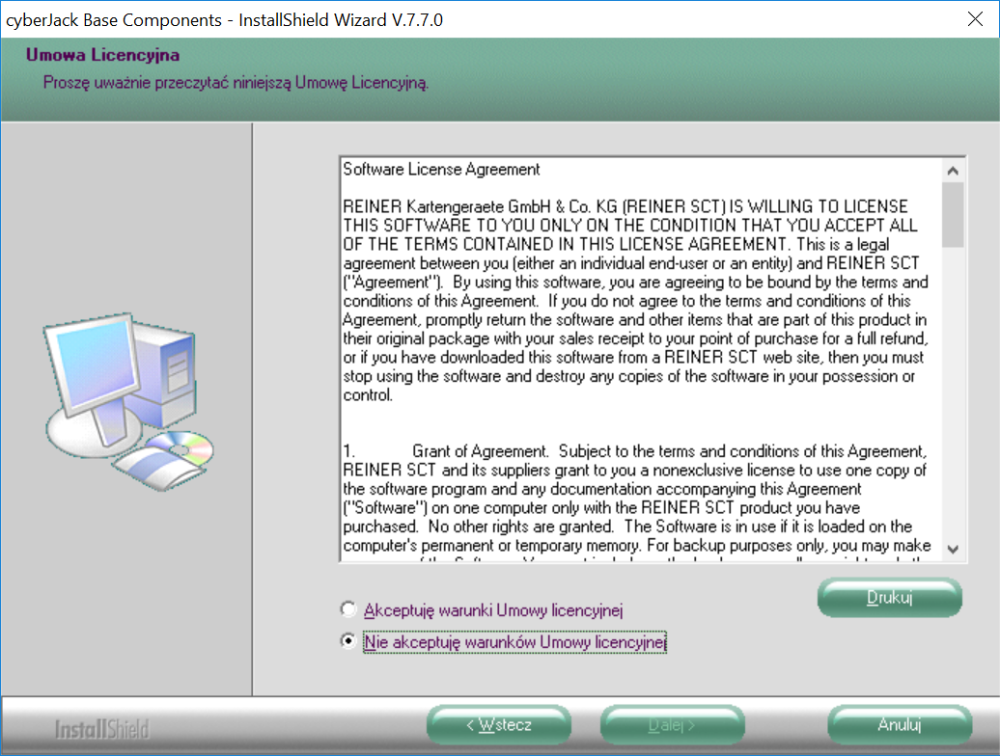 cyberJack Base Components - InstallShield Wizard V.7.7.0
Umowa Licencyjna
Proszę uważnie przeczytać niniejszą Umowę Licencyjną.
Software License Agreement
REINER Kartengeraete GmbH & Co. KG (REINER SCT) IS WILLING TO LICENSE
THIS SOFTWARE TO YOU ONLY ON THE CONDITION THAT YOU ACCEPT ALL
OF THE TERMS CONTAINED IN THIS LICENSE AGREEMENT. This is a legal
agreement between you (either an individual end-user or an entity) and REINER SCT
("Agreement"). By using this software, you are agreeing to be bound by the terms and
conditions of this Agreement. If you do not agree to the terms and conditions of this
Agreement, promptly return the software and other items that are part of this product in
their original package with your sales receipt to your point of purchase for a full refund,
or if you have downloaded this software from a REINER SCT web site, then you must
stop using the software and destroy any copies of the software in your possession or
control.
1. Grant of Agreement. Subject to the terms and conditions of this Agreement,
REINER SCT and its suppliers grant to you a nonexclusive license to use one copy of
the software program and any documentation accompanying this Agreement
("Software") on one computer only with the REINER SCT product you have
purchased. No other rights are granted. The Software is in use if it is loaded on the
computer's permanent or temporary memory. For backup purposes only, you may make
Drukuj
Akceptuję warunki Umowy licencyjnej
Nie akceptuję warunków Umowy licencyjnej
InstallShield
< Wstecz
Dalej >
Anuluj